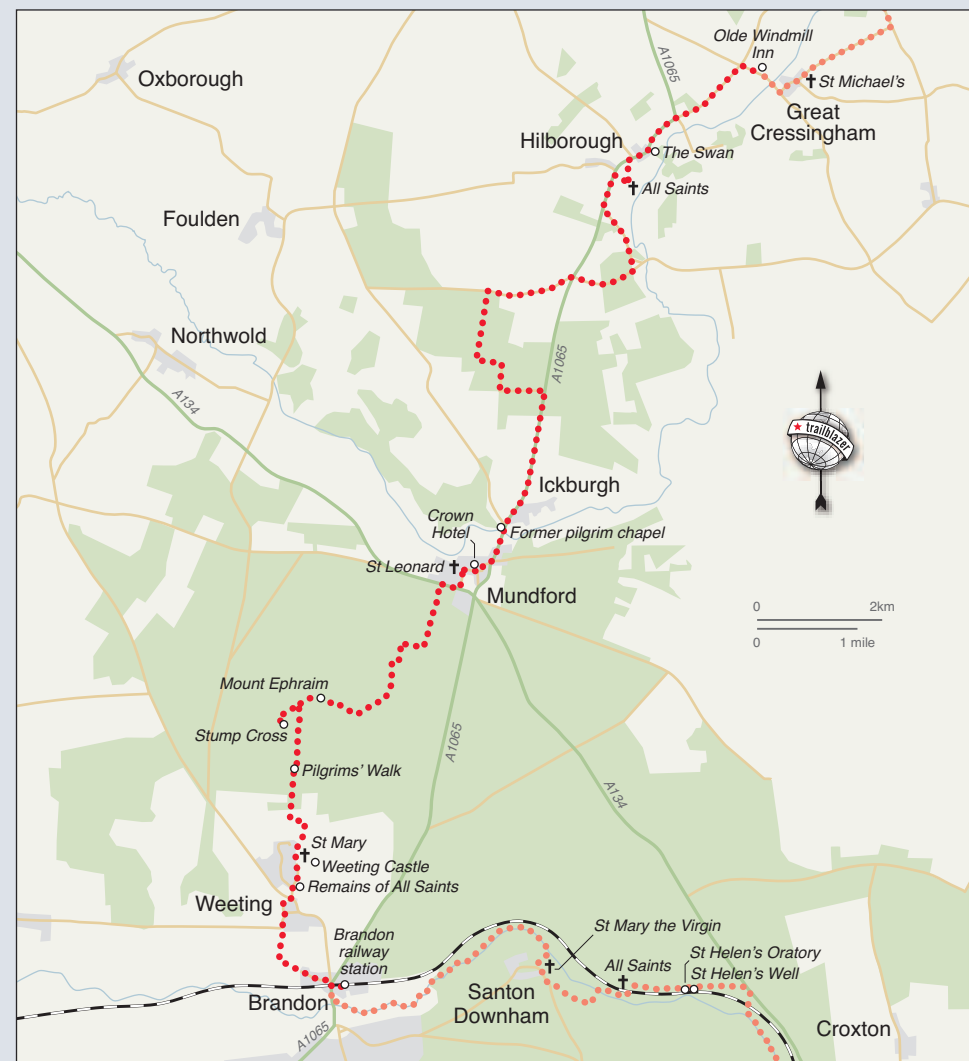 Olde Windmill
Inn
A1065
Oxborough
St Michael's
Great
Cressingham
Hilborough
The Swan
All Saints
Foulden
Northwold
A1065
A134
trailblazer
Ickburgh
Crown
Hotel
Former pilgrim chapel
St Leonard
Mundford
0 2km
0 1 mile
Mount Ephraim
Stump Cross
A1065
Pilgrims' Walk
A134
St Mary
Weeting Castle
Remains of All Saints
Weeting
Brandon
railway
station
St Mary the Virgin
All Saints
St Helen's Oratory
St Helen's Well
Brandon
Santon
Downham
Croxton
A1065